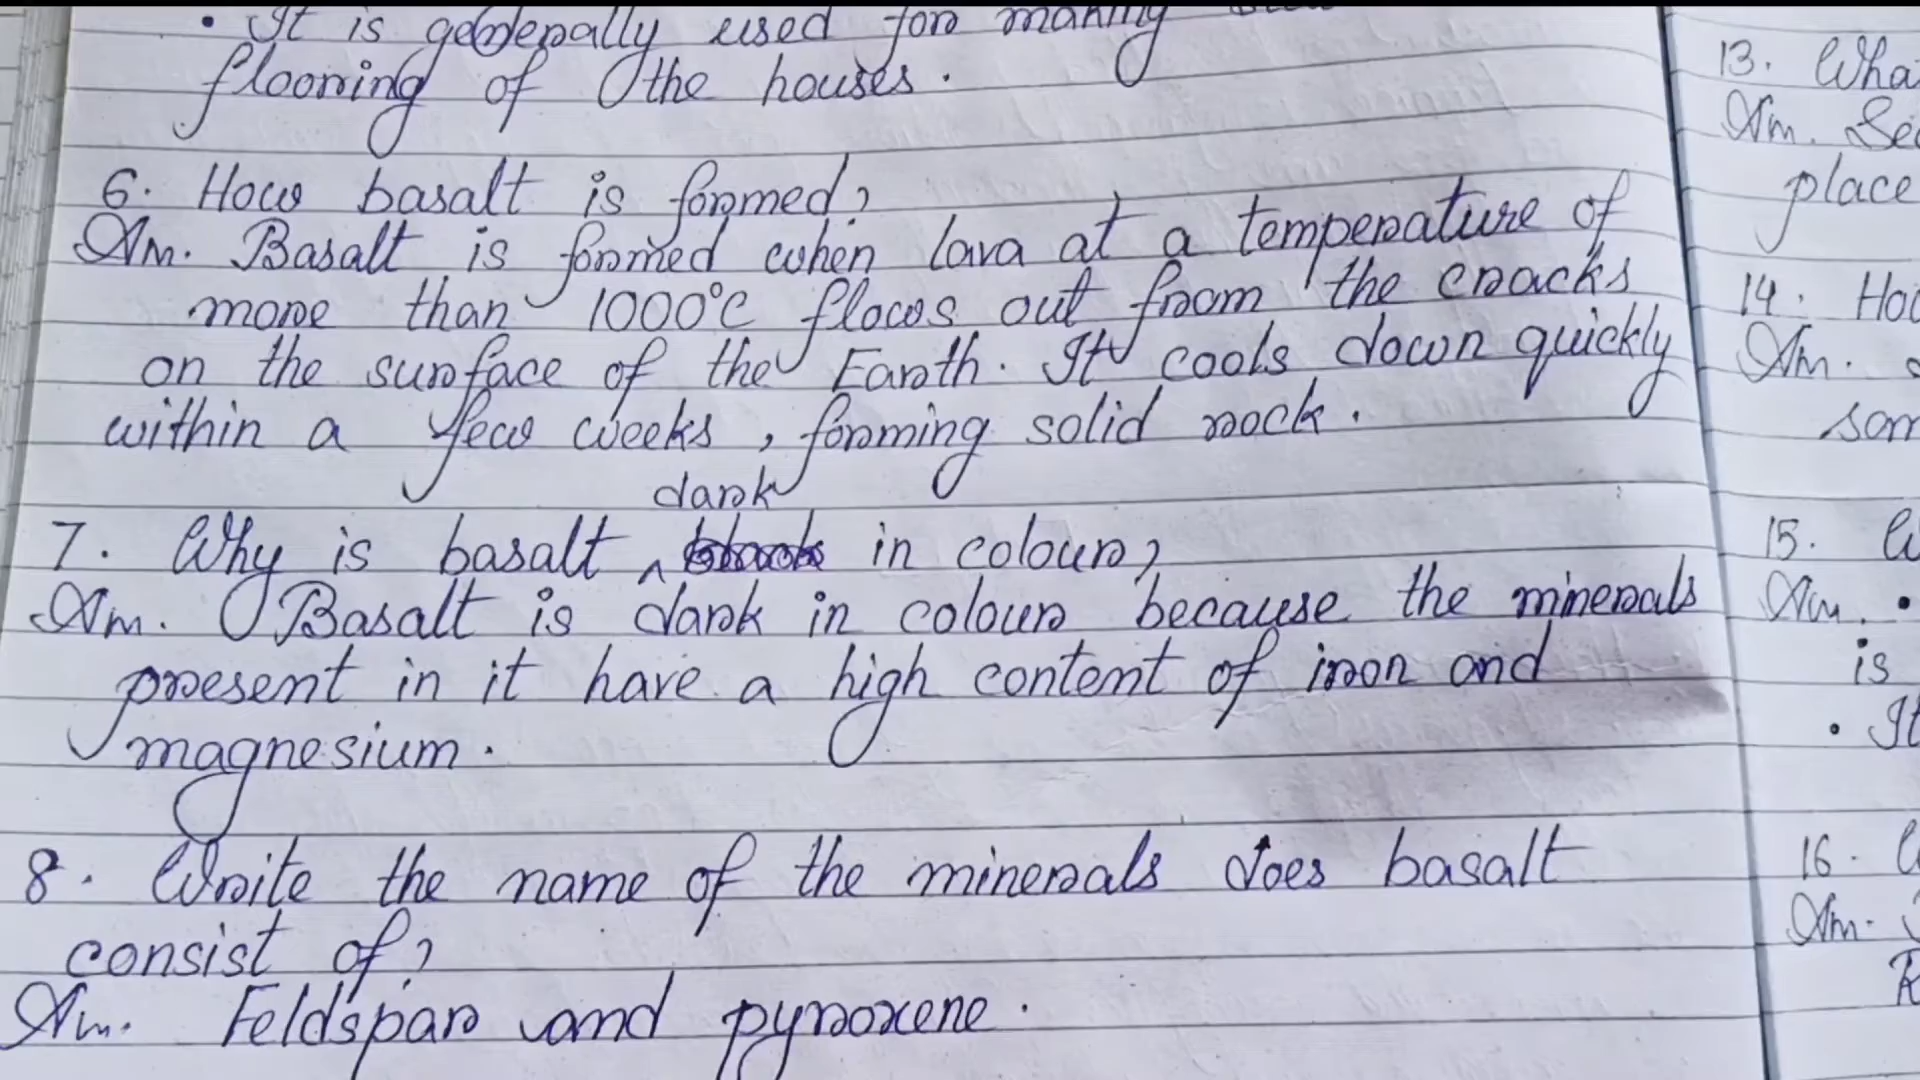 • It is generally used for making
flooring of the houses.
6. How basalt is formed?
Ans. Basalt is formed when lava at a temperature of
more than 1000°C flows out from the cracks
on the surface of the Earth. It cools down quickly
within a few weeks, forming solid rock.
dark
7. Why is basalt ^ black in colour?
Ans. Basalt is dark in colour because the minerals
present in it have a high content of iron and
magnesium.
8. Write the name of the minerals does basalt
consist of?
Ans. Feldspar and pyroxene.
13. Wha
Ans. Sed
place
14. How
Ans.
som
15. W
Ans. •
is
• It
16. W
Ans.
R